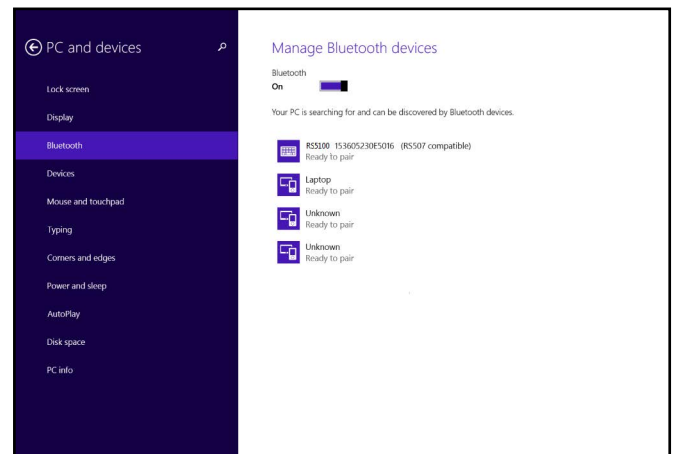 PC and devices
Lock screen
Display
Bluetooth
Devices
Mouse and touchpad
Typing
Corners and edges
Power and sleep
AutoPlay
Disk space
PC info
Manage Bluetooth devices
Bluetooth
On
Your PC is searching for and can be discovered by Bluetooth devices.
RS5100 153605230E5016 (RS507 compatible)
Ready to pair
Laptop
Ready to pair
Unknown
Ready to pair
Unknown
Ready to pair